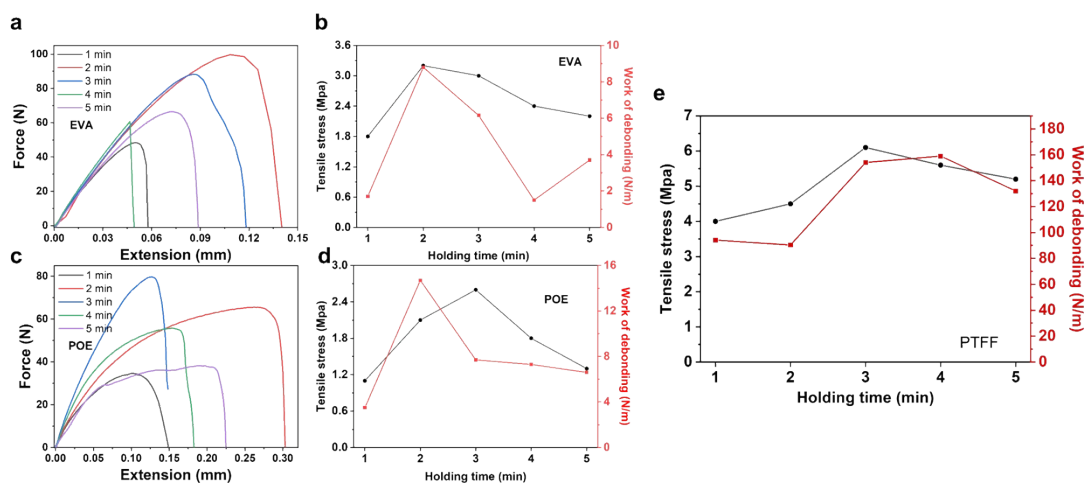 a
1 min
2 min
3 min
4 min
5 min
EVA
Force (N)
100
80
60
40
20
0
0.00
0.03
0.06
0.09
0.12
0.15
Extension (mm)
b
EVA
Tensile stress (Mpa)
3.6
3.0
2.4
1.8
1.2
0.6
0.0
Work of debonding (N/m)
10
8
6
4
2
0
1
2
3
4
5
Holding time (min)
c
1 min
2 min
3 min
4 min
5 min
POE
Force (N)
80
60
40
20
0
0.00
0.05
0.10
0.15
0.20
0.25
0.30
Extension (mm)
d
POE
Tensile stress (Mpa)
3.0
2.4
1.8
1.2
0.6
0.0
Work of debonding (N/m)
16
12
8
4
0
1
2
3
4
5
Holding time (min)
e
Tensile stress (Mpa)
7
6
5
4
3
2
1
0
Work of debonding (N/m)
180
160
140
120
100
80
60
40
20
0
PTFF
1
2
3
4
5
Holding time (min)